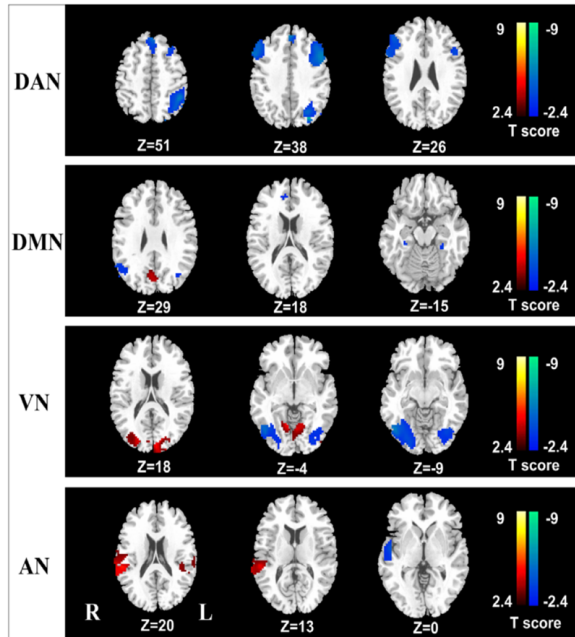 DAN
Z=51
Z=38
Z=26
9
-9
2.4
-2.4
T score
DMN
Z=29
Z=18
Z=-15
9
-9
2.4
-2.4
T score
VN
Z=18
Z=-4
Z=-9
9
-9
2.4
-2.4
T score
AN
R
L
Z=20
Z=13
Z=0
9
-9
2.4
-2.4
T score